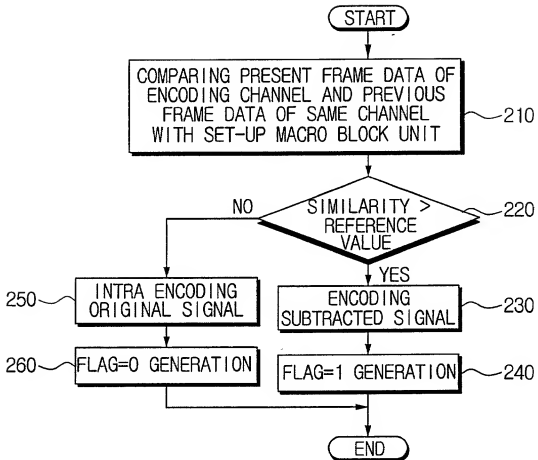 START
COMPARING PRESENT FRAME DATA OF
ENCODING CHANNEL AND PREVIOUS
FRAME DATA OF SAME CHANNEL
WITH SET-UP MACRO BLOCK UNIT
210
SIMILARITY >
REFERENCE
VALUE
220
NO
YES
250
INTRA ENCODING
ORIGINAL SIGNAL
ENCODING
SUBTRACTED SIGNAL
230
260
FLAG=0 GENERATION
FLAG=1 GENERATION
240
END